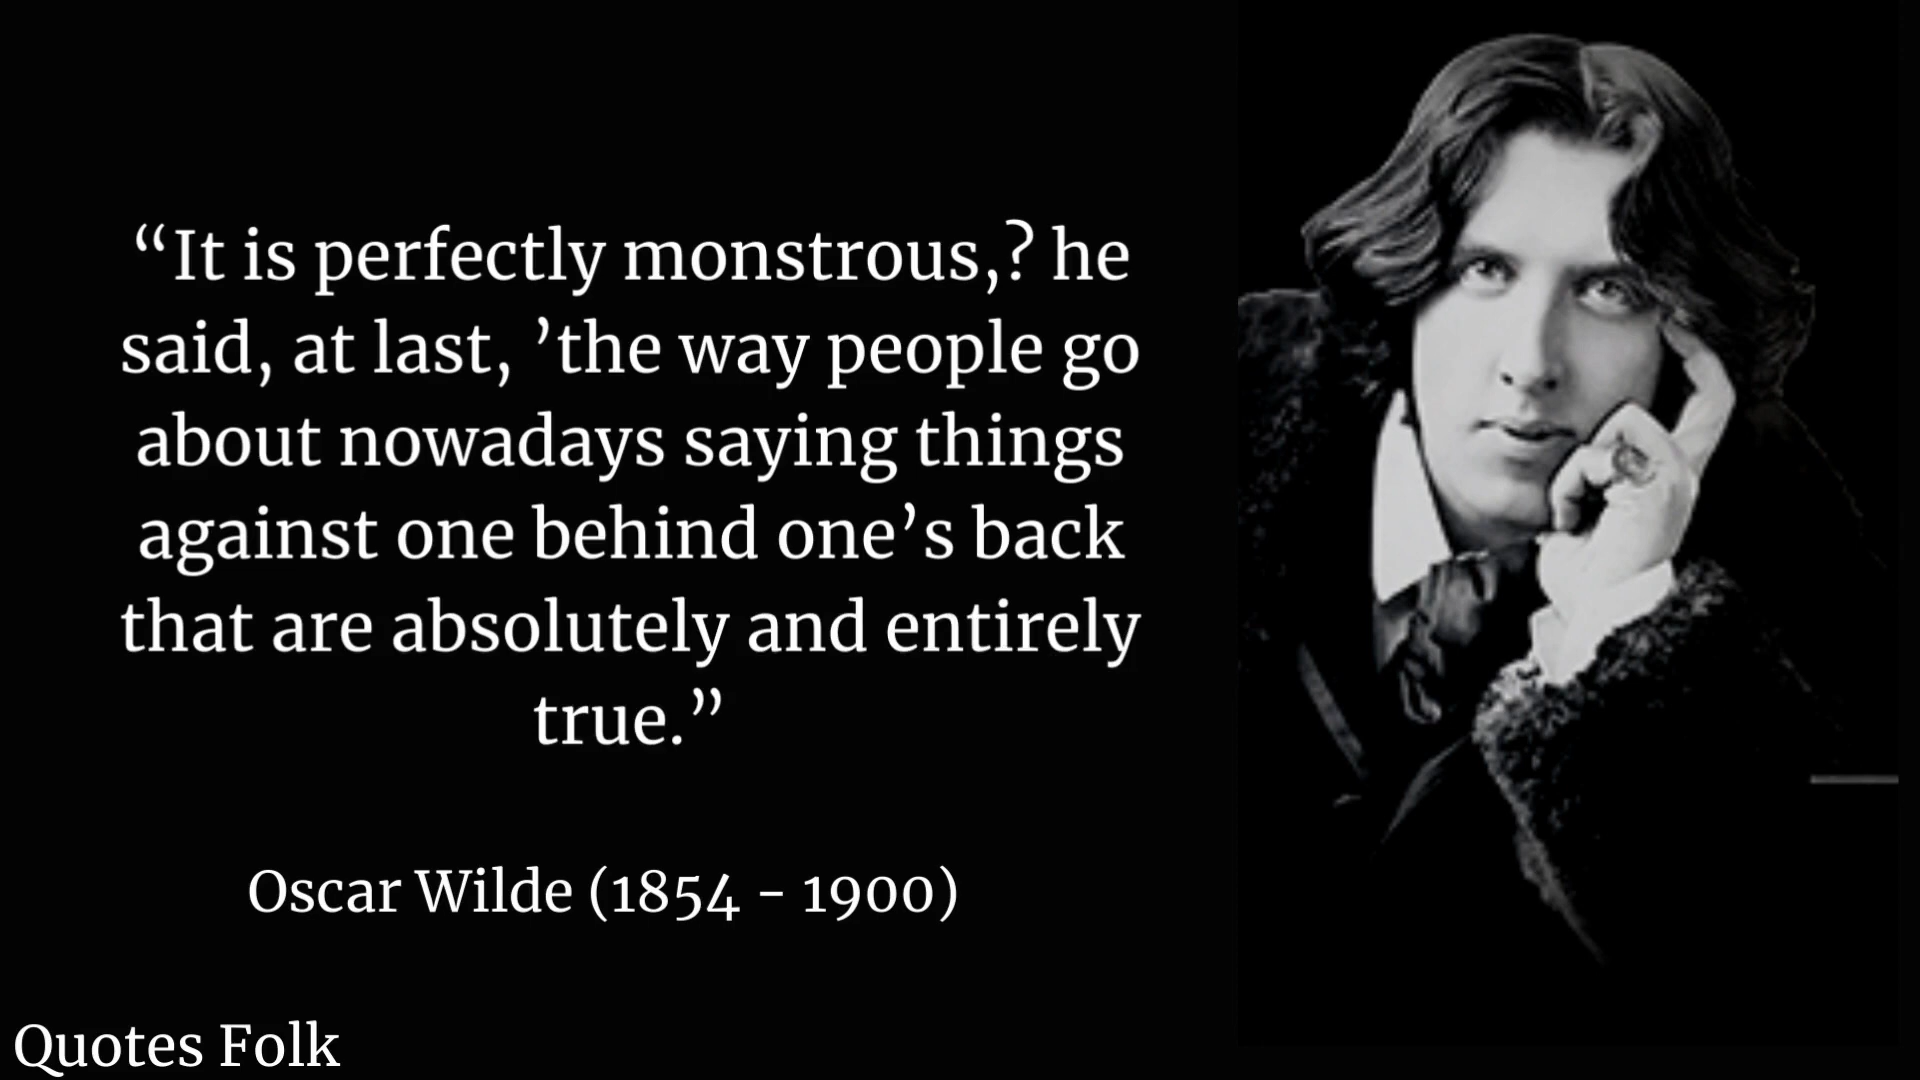 “It is perfectly monstrous,? he
said, at last, ’the way people go
about nowadays saying things
against one behind one’s back
that are absolutely and entirely
true.”
Oscar Wilde (1854 - 1900)
Quotes Folk